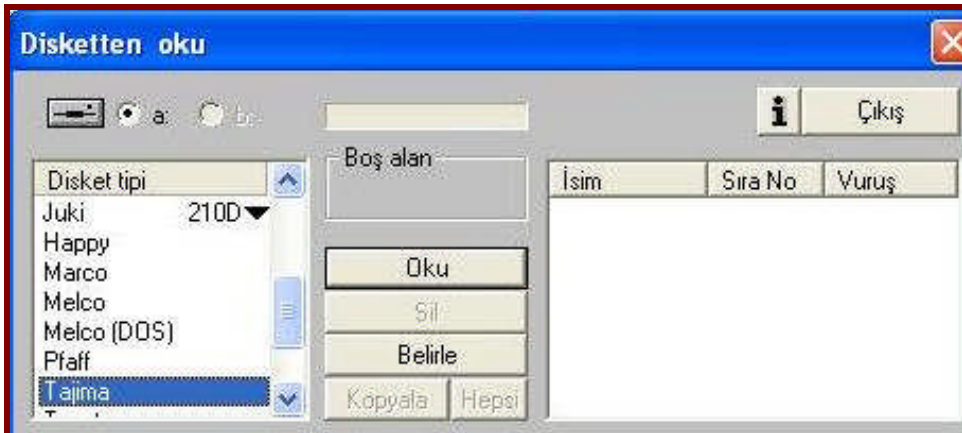 Disketten oku
a: b:
i Çıkış
Disket tipi
Juki 210D
Happy
Marco
Melco
Melco (DOS)
Pfaff
Tajima
Boş alan
Oku
Sil
Belirle
Kopyala Hepsi
İsim Sıra No Vuruş